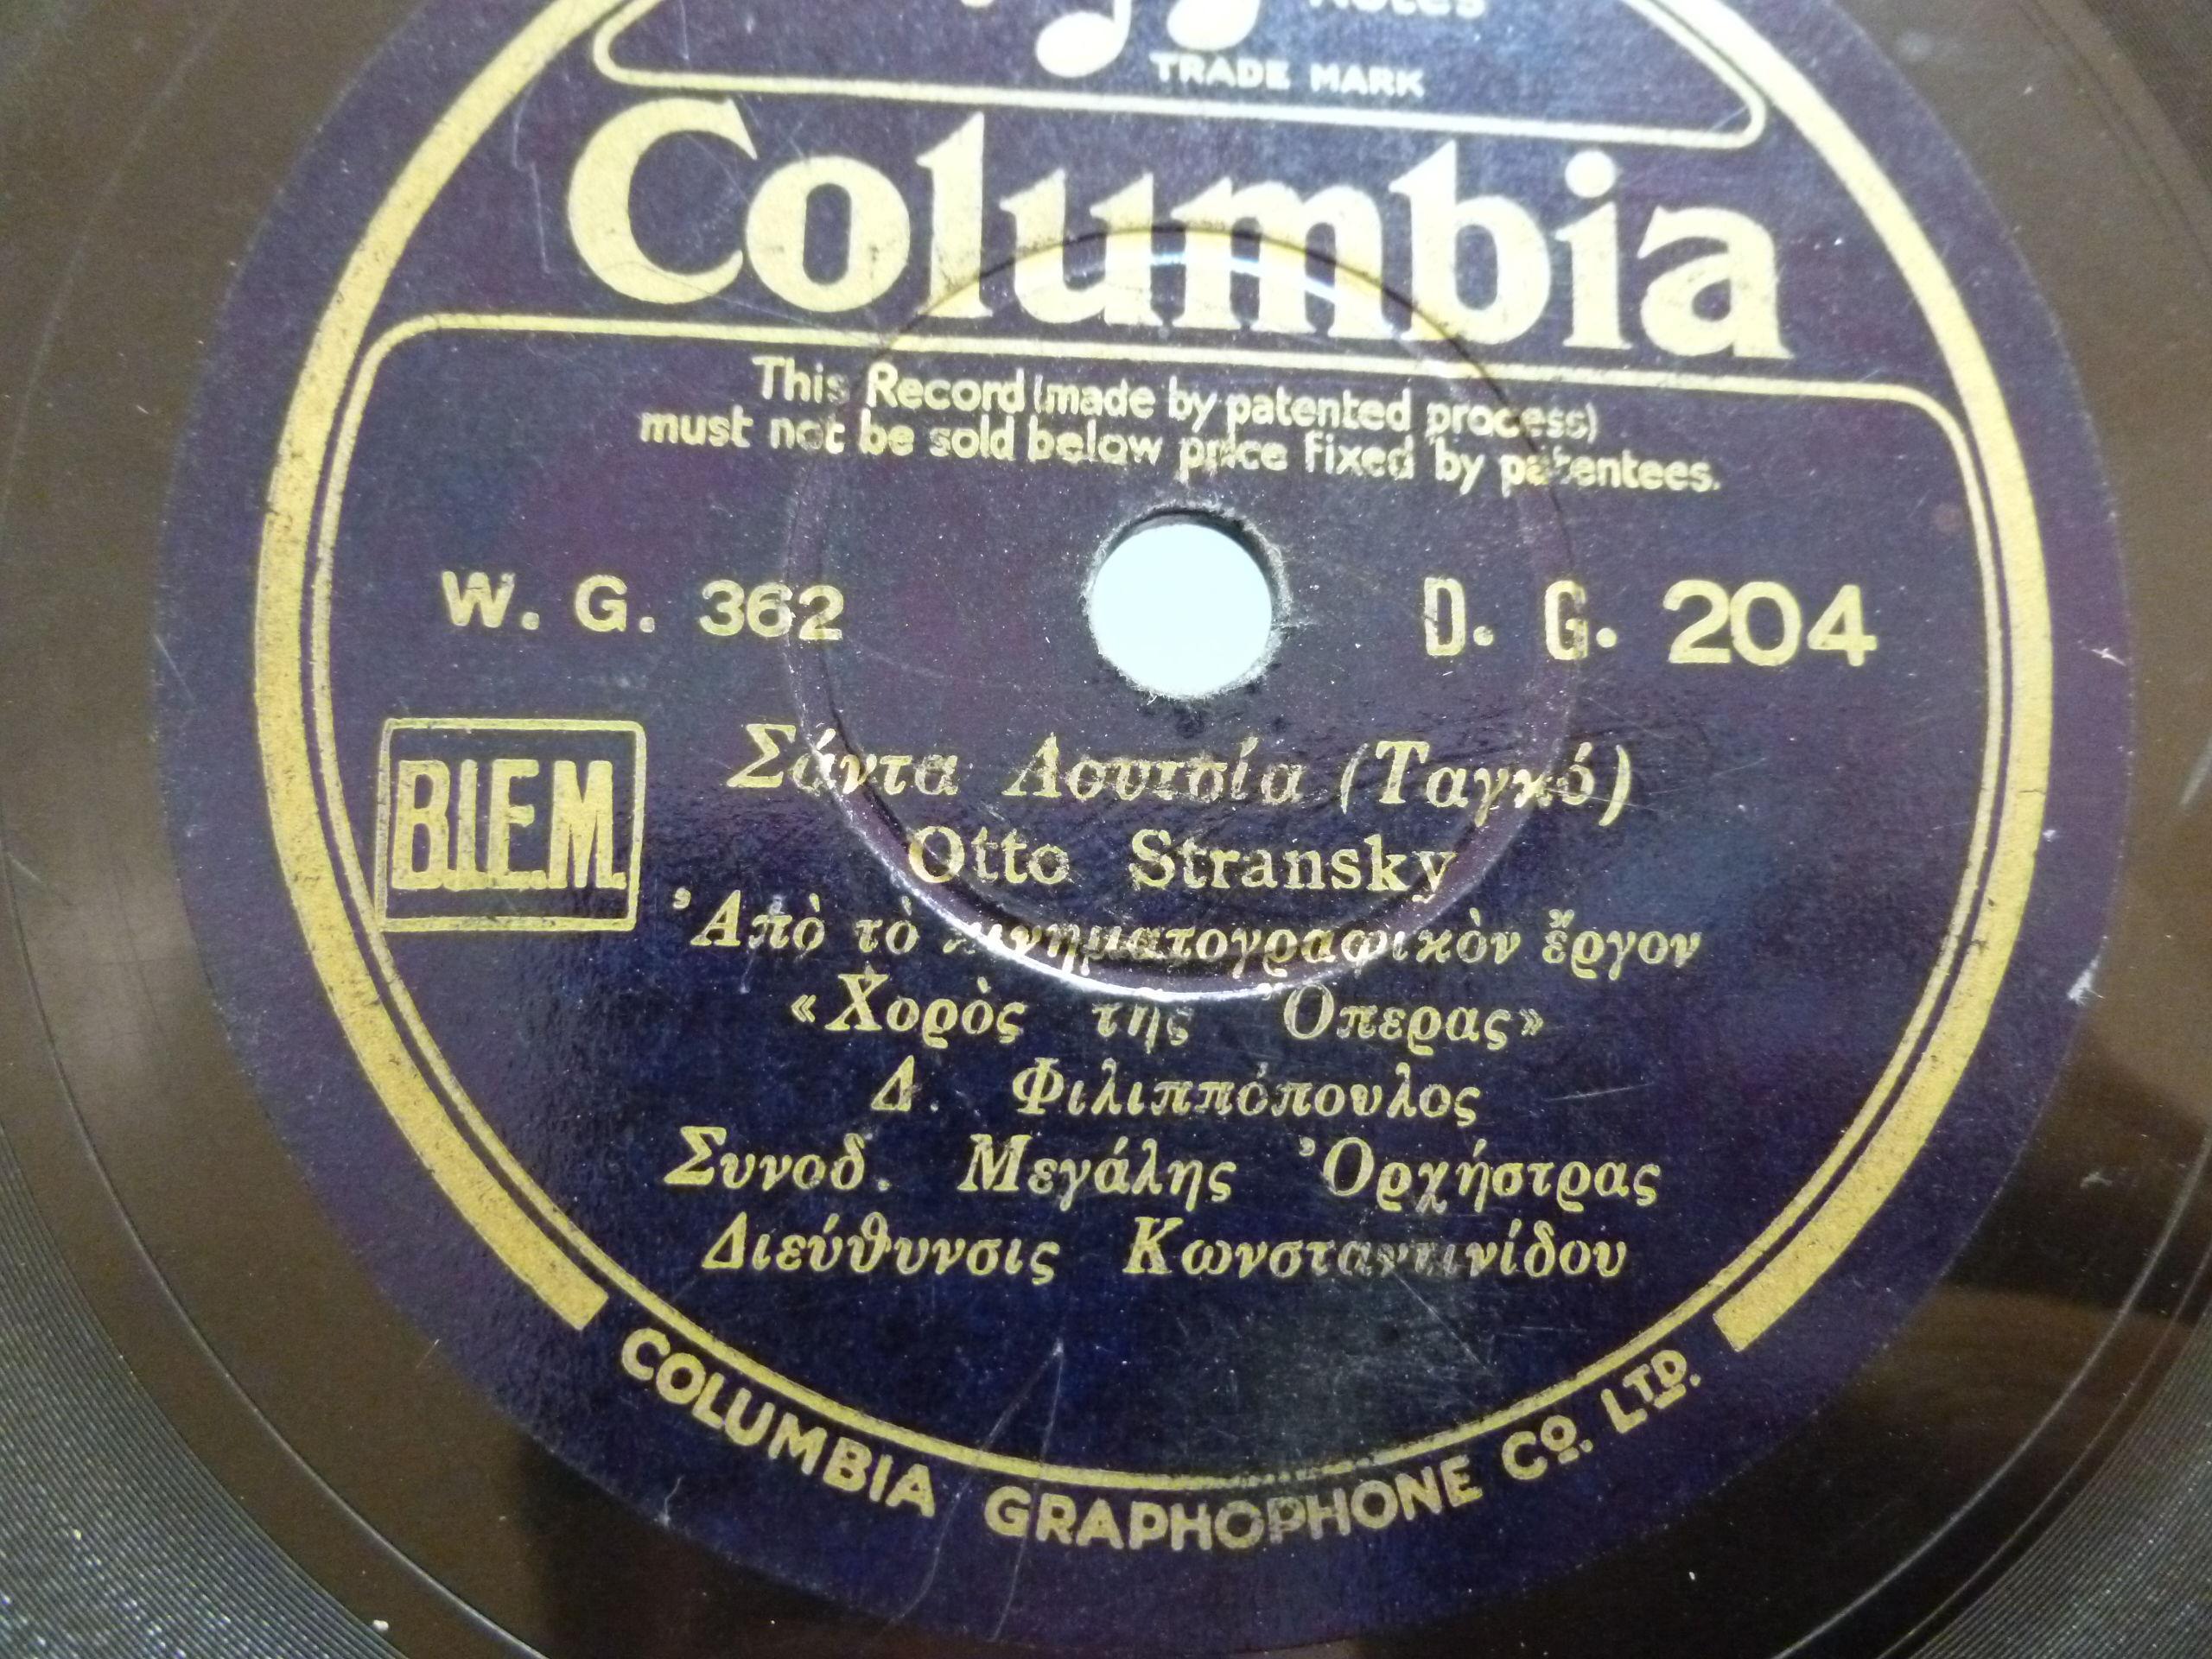 Notes
TRADE MARK
Columbia
This Record (made by patented process)
must not be sold below price fixed by patentees.
W. G. 362
D. G. 204
B.I.E.M.
Σάντα Λουτσία (Ταγκό)
Otto Stransky
Ἀπὸ τὸ κινηματογραφικὸν ἔργον
«Χορὸς τῆς Ὄπερας»
Δ. Φιλιππόπουλος
Συνοδ. Μεγάλης Ὀρχήστρας
Διεύθυνσις Κωνσταντινίδου
COLUMBIA GRAPHOPHONE CO. LTD.